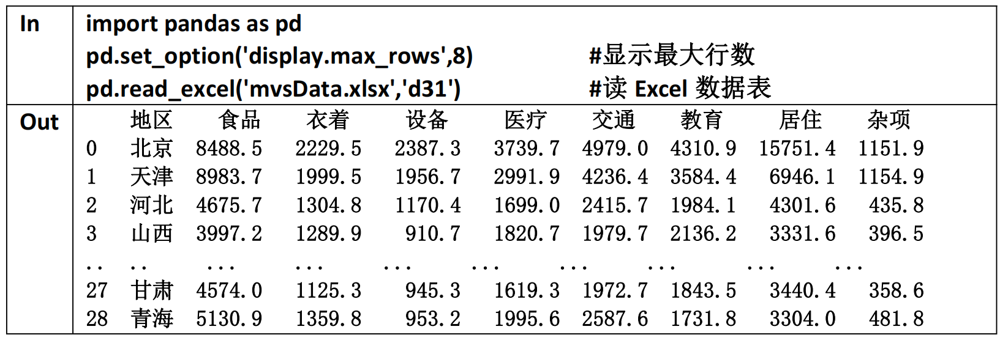 In import pandas as pd
pd.set_option('display.max_rows',8) #显示最大行数
pd.read_excel('mvsData.xlsx','d31') #读 Excel 数据表
Out 地区 食品 衣着 设备 医疗 交通 教育 居住 杂项
0 北京 8488.5 2229.5 2387.3 3739.7 4979.0 4310.9 15751.4 1151.9
1 天津 8983.7 1999.5 1956.7 2991.9 4236.4 3584.4 6946.1 1154.9
2 河北 4675.7 1304.8 1170.4 1699.0 2415.7 1984.1 4301.6 435.8
3 山西 3997.2 1289.9 910.7 1820.7 1979.7 2136.2 3331.6 396.5
.. .. ... ... ... ... ... ... ... ...
27 甘肃 4574.0 1125.3 945.3 1619.3 1972.7 1843.5 3440.4 358.6
28 青海 5130.9 1359.8 953.2 1995.6 2587.6 1731.8 3304.0 481.8